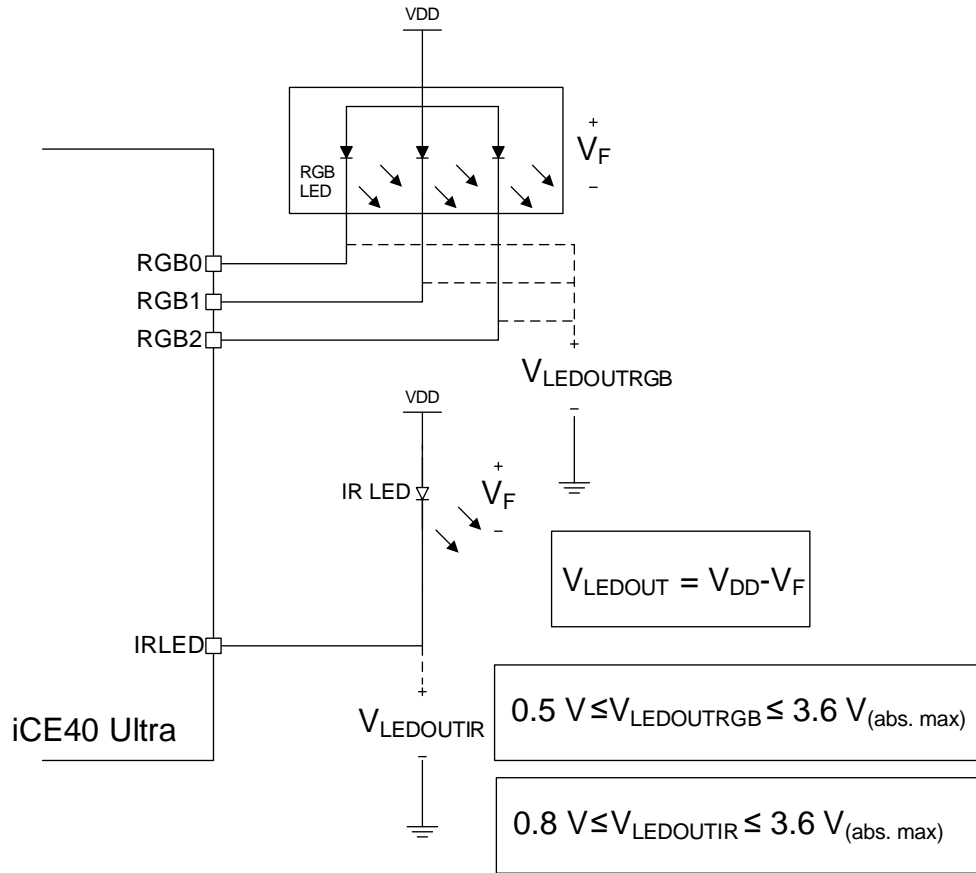 VDD
RGB
LED
+
VF
–
RGB0
RGB1
RGB2
+
VLEDOUTRGB
–
VDD
IR LED
+
VF
–
VLEDOUT = VDD-VF
IRLED
+
VLEDOUTIR
–
iCE40 Ultra
0.5 V ≤ VLEDOUTRGB ≤ 3.6 V(abs. max)
0.8 V ≤ VLEDOUTIR ≤ 3.6 V(abs. max)